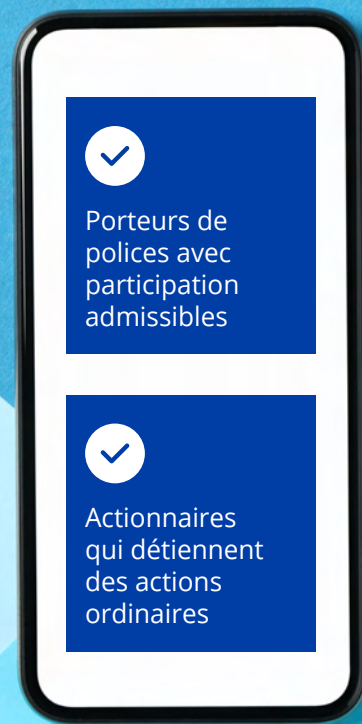 Porteurs de
polices avec
participation
admissibles
Actionnaires
qui détiennent
des actions
ordinaires